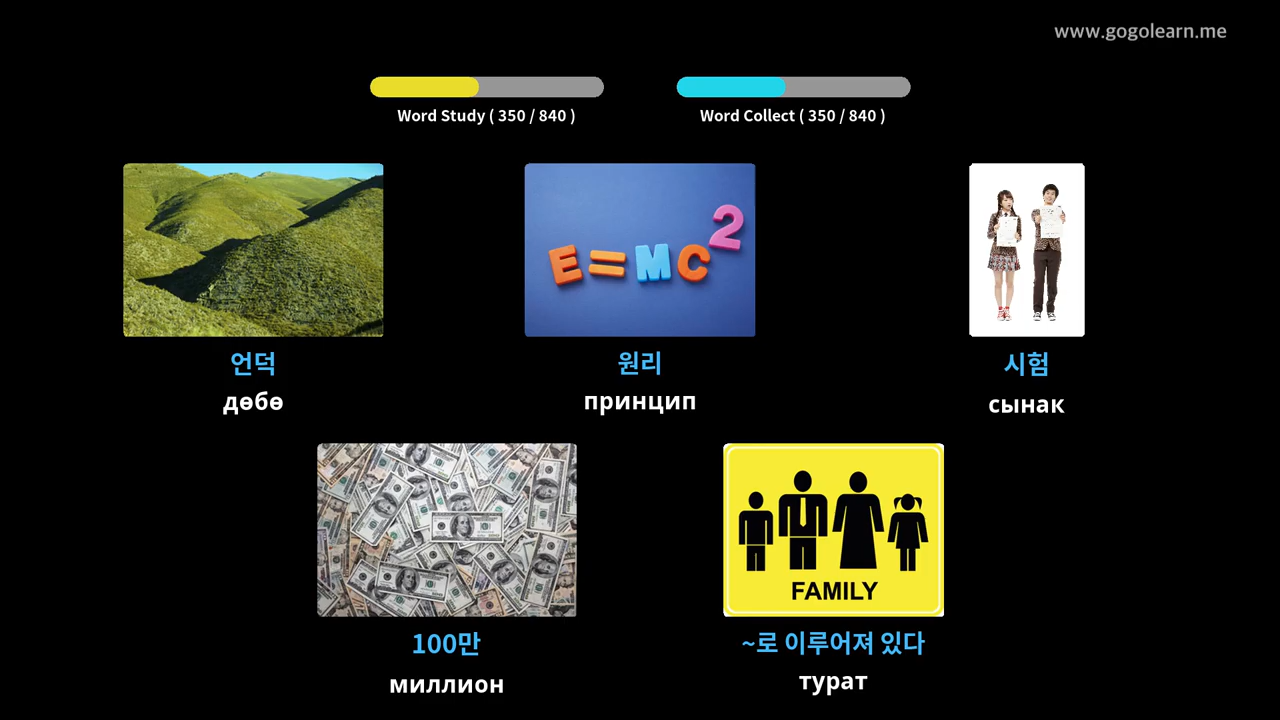 www.gogolearn.me
Word Study ( 350 / 840 )
Word Collect ( 350 / 840 )
E=MC2
언덕
дөбө
원리
принцип
시험
сынак
100만
миллион
FAMILY
~로 이루어져 있다
турат